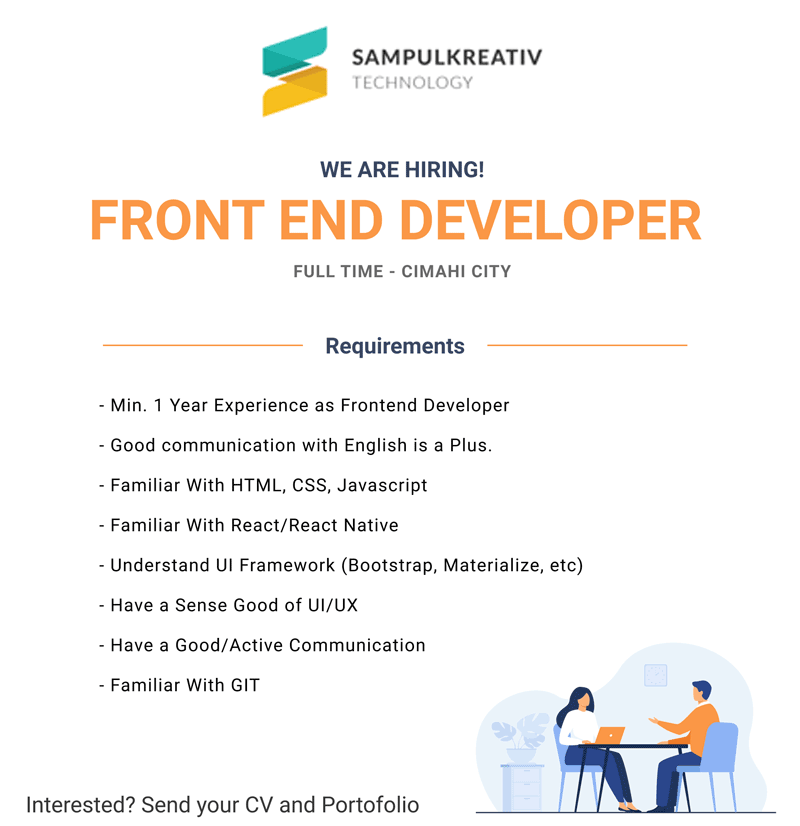 SAMPULKREATIV
TECHNOLOGY
WE ARE HIRING!
FRONT END DEVELOPER
FULL TIME - CIMAHI CITY
Requirements
- Min. 1 Year Experience as Frontend Developer
- Good communication with English is a Plus.
- Familiar With HTML, CSS, Javascript
- Familiar With React/React Native
- Understand UI Framework (Bootstrap, Materialize, etc)
- Have a Sense Good of UI/UX
- Have a Good/Active Communication
- Familiar With GIT
Interested? Send your CV and Portofolio